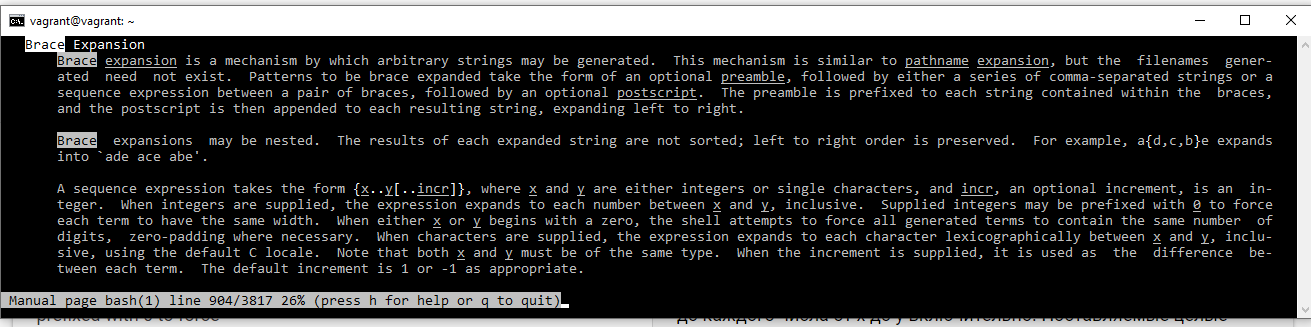 vagrant@vagrant: ~
Brace Expansion
Brace expansion is a mechanism by which arbitrary strings may be generated.  This mechanism is similar to pathname expansion, but the  filenames  gener-
ated  need  not exist.  Patterns to be brace expanded take the form of an optional preamble, followed by either a series of comma-separated strings or a
sequence expression between a pair of braces, followed by an optional postscript.  The preamble is prefixed to each string contained within the  braces,
and the postscript is then appended to each resulting string, expanding left to right.
Brace  expansions  may be nested.  The results of each expanded string are not sorted; left to right order is preserved.  For example, a{d,c,b}e expands
into `ade ace abe'.
A sequence expression takes the form {x..y[..incr]}, where x and y are either integers or single characters, and incr, an optional increment, is an  in-
teger.  When integers are supplied, the expression expands to each number between x and y, inclusive.  Supplied integers may be prefixed with 0 to force
each term to have the same width.  When either x or y begins with a zero, the shell attempts to force all generated terms to contain the same number  of
digits,  zero-padding where necessary.  When characters are supplied, the expression expands to each character lexicographically between x and y, inclu-
sive, using the default C locale.  Note that both x and y must be of the same type.  When the increment is supplied, it is used as  the  difference  be-
tween each term.  The default increment is 1 or -1 as appropriate.
Manual page bash(1) line 904/3817 26% (press h for help or q to quit)